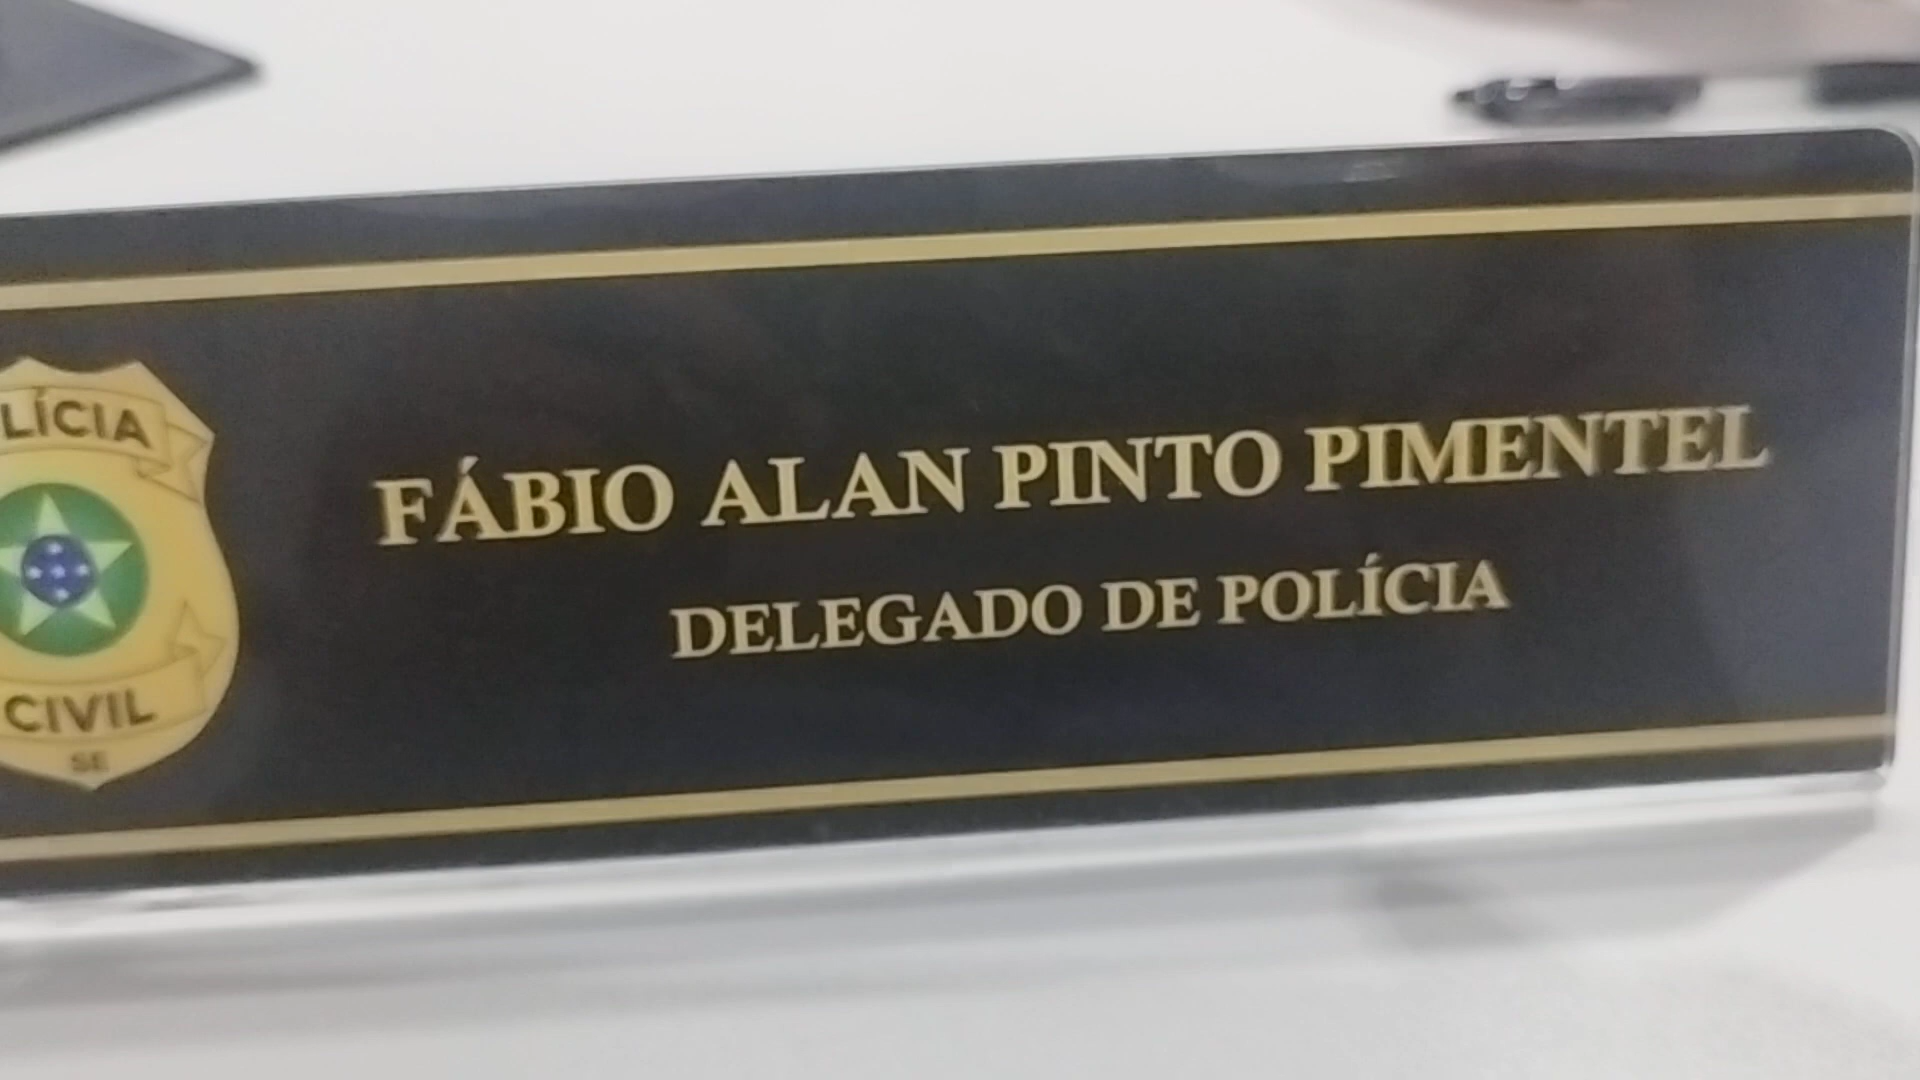 LÍCIA
CIVIL
SE
FÁBIO ALAN PINTO PIMENTEL
DELEGADO DE POLÍCIA